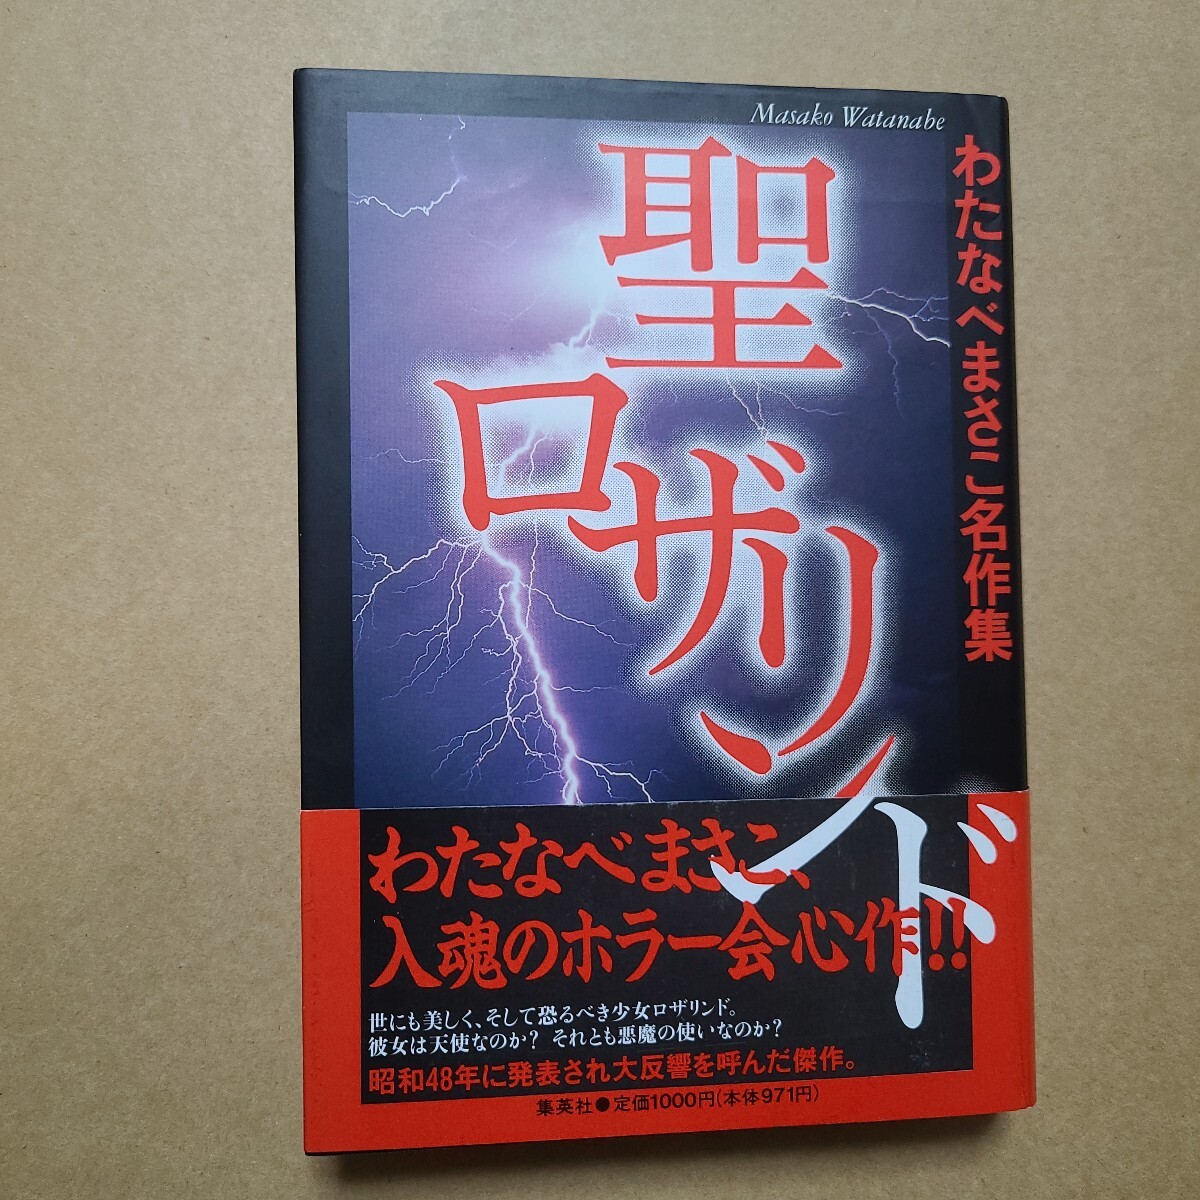 Masako Watanabe
わたなべまさこ名作集
聖
ロザリンド
わたなべまさこ、
入魂のホラー会心作!!
世にも美しく、そして恐るべき少女ロザリンド。
彼女は天使なのか? それとも悪魔の使いなのか?
昭和48年に発表され大反響を呼んだ傑作。
集英社●定価1000円(本体971円)